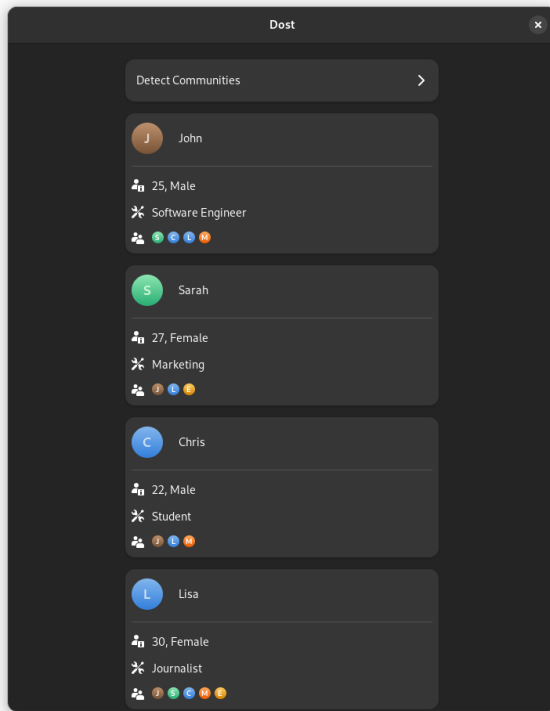 Dost
Detect Communities
J John
25, Male
Software Engineer
S C L M
S Sarah
27, Female
Marketing
J L E
C Chris
22, Male
Student
J L M
L Lisa
30, Female
Journalist
J S C M E